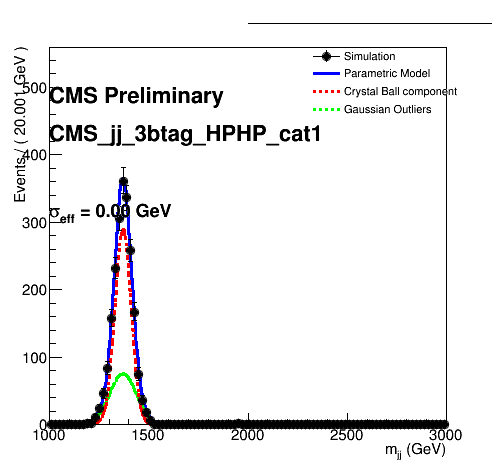 Simulation
Parametric Model
Crystal Ball component
Gaussian Outliers
CMS Preliminary
CMS_jj_3btag_HPHP_cat1
σeff = 0.00 GeV
Events / ( 20.001 GeV )
500
400
300
200
100
0
1000
1500
2000
2500
3000
mjj (GeV)